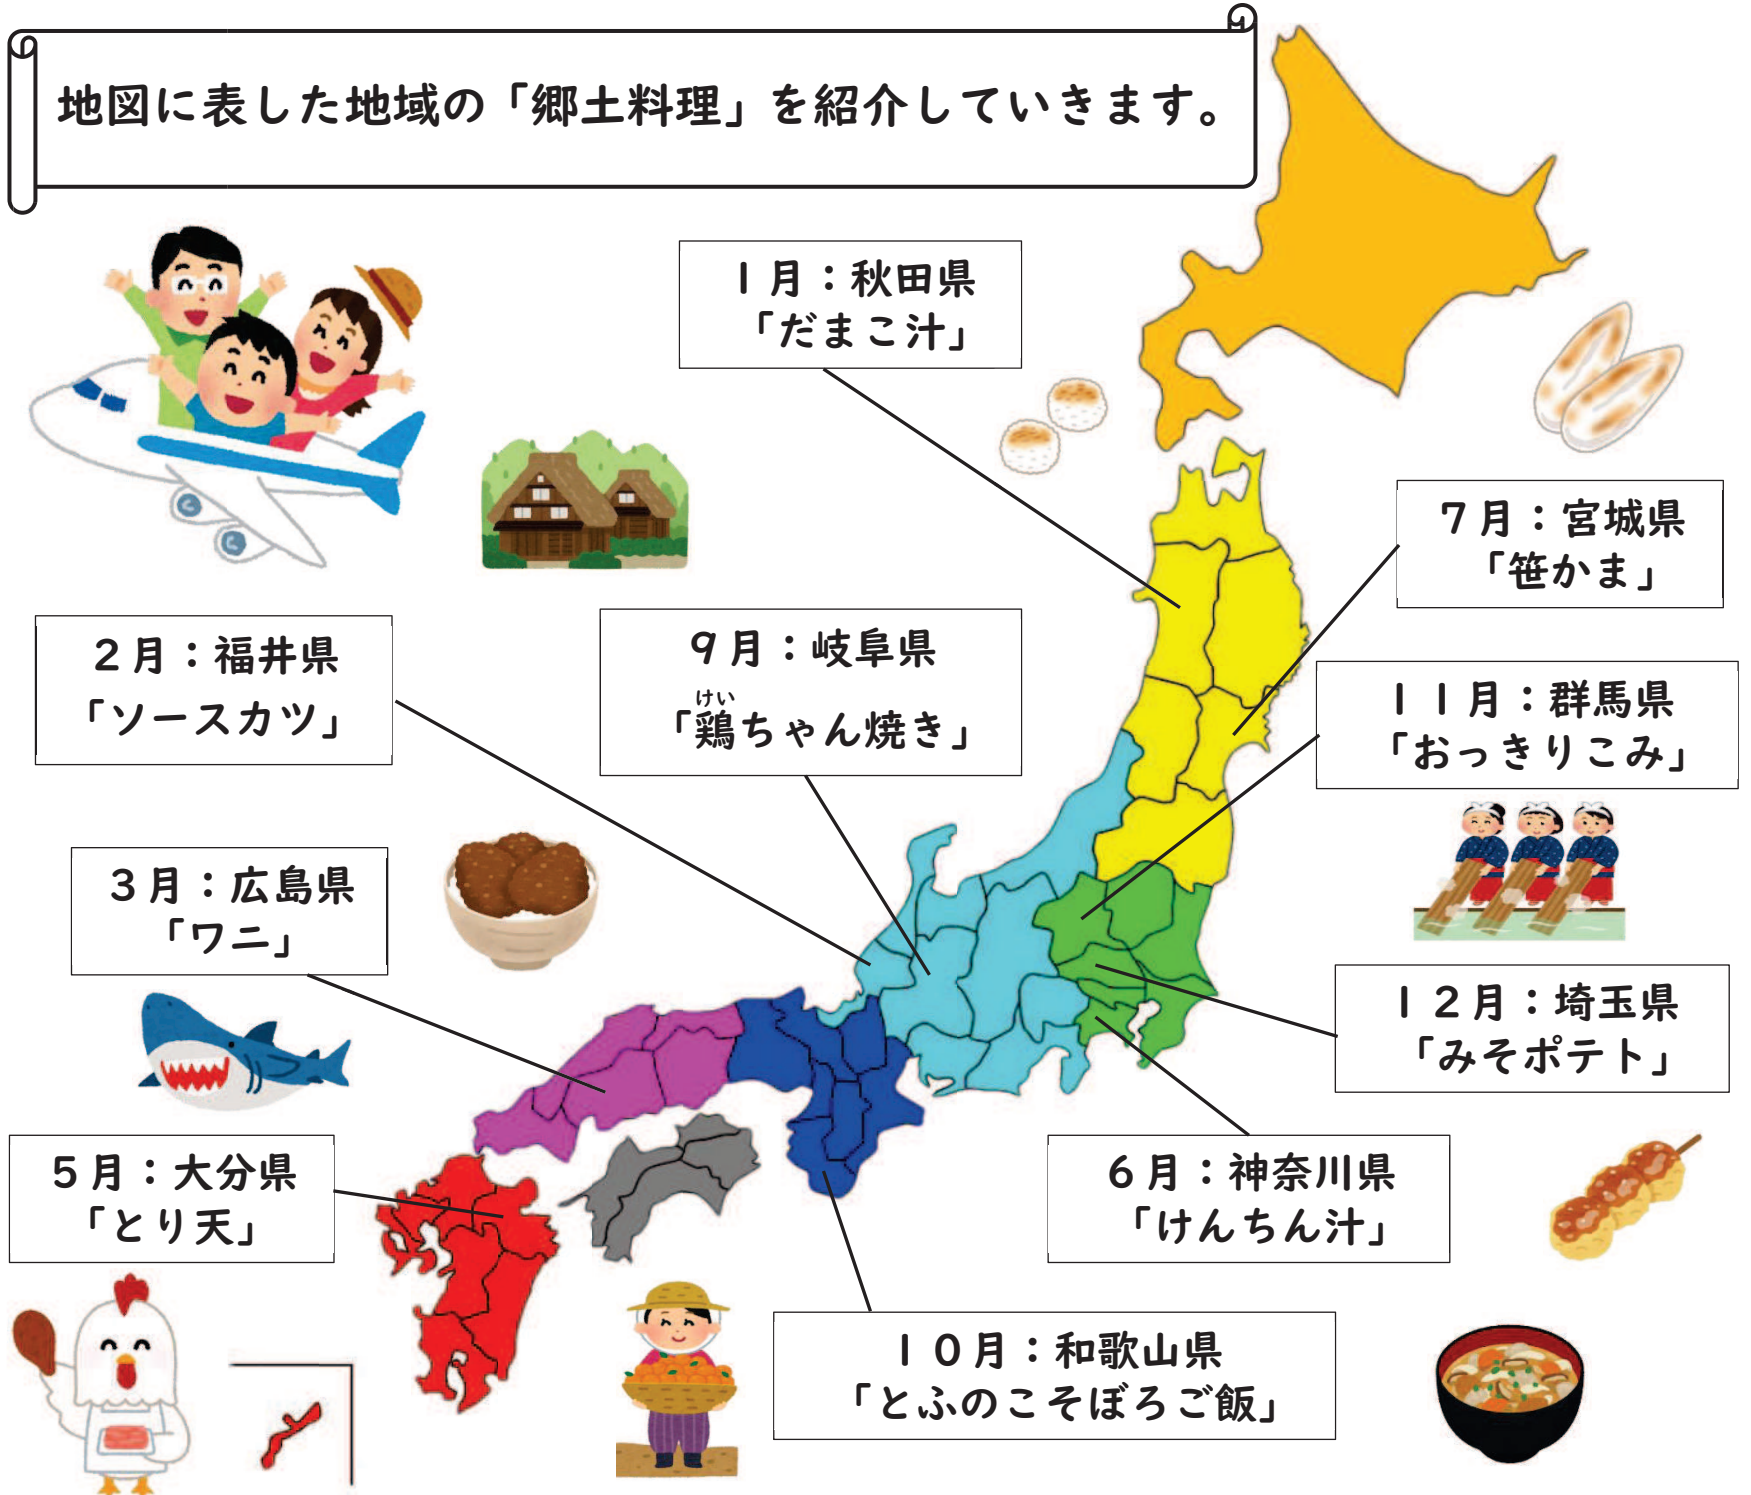 地図に表した地域の「郷土料理」を紹介していきます。
1月：秋田県
「だまこ汁」
7月：宮城県
「笹かま」
2月：福井県
「ソースカツ」
9月：岐阜県
けい
「鶏ちゃん焼き」
11月：群馬県
「おっきりこみ」
3月：広島県
「ワニ」
12月：埼玉県
「みそポテト」
5月：大分県
「とり天」
6月：神奈川県
「けんちん汁」
10月：和歌山県
「とふのこそぼろご飯」